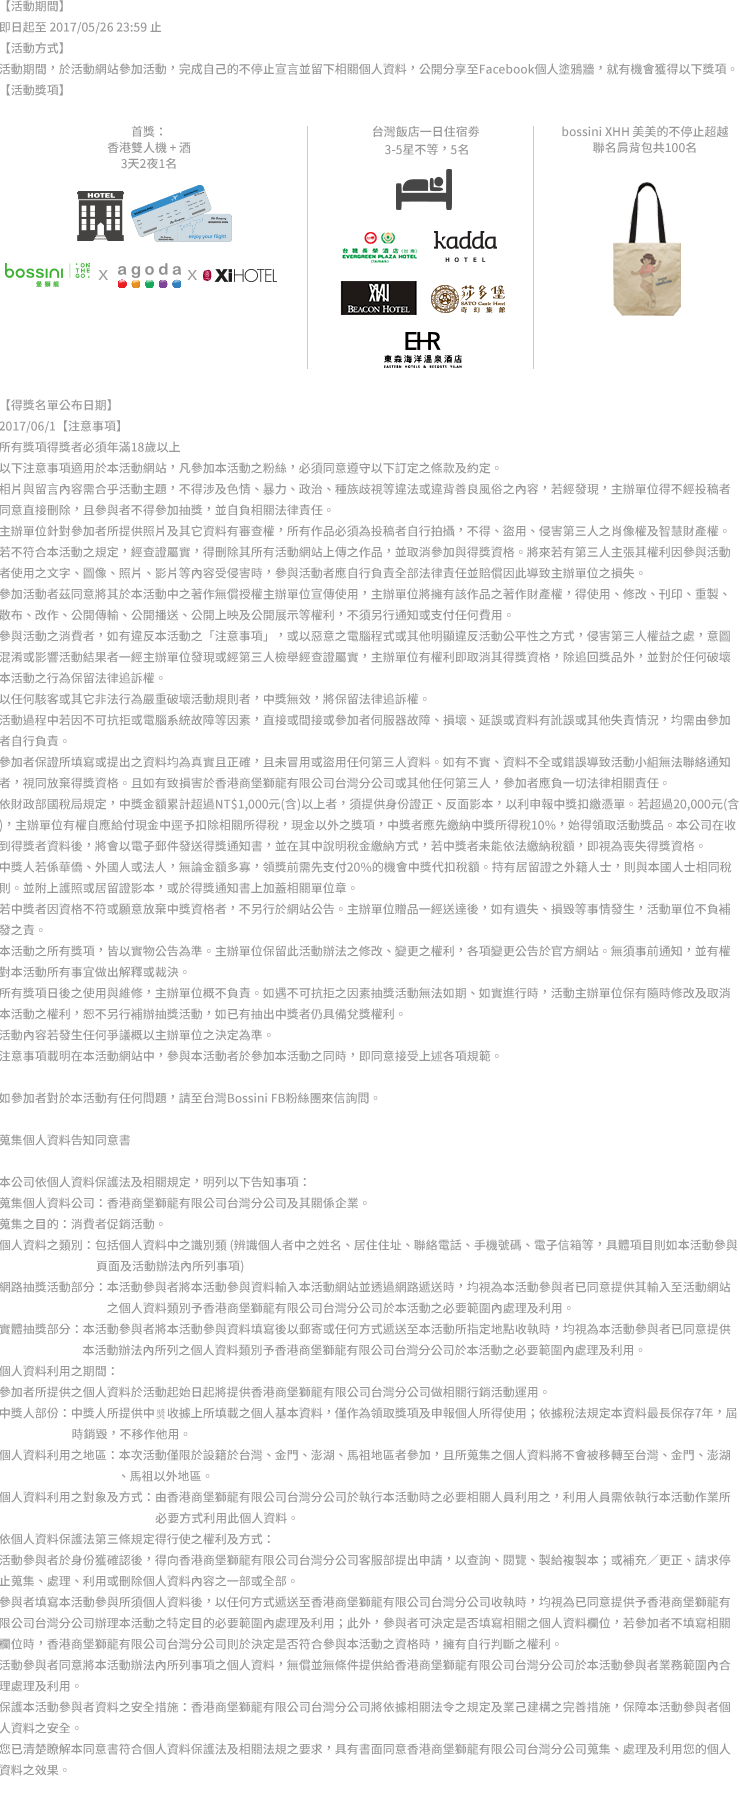 【活動期間】
即日起至 2017/05/26 23:59 止
【活動方式】
活動期間，於活動網站參加活動，完成自己的不停止宣言並留下相關個人資料，公開分享至Facebook個人塗鴉牆，就有機會獲得以下獎項。
【活動獎項】
首獎：
香港雙人機 + 酒
3天2夜1名
HOTEL
enjoy your flight
bossini ON THE GO. x agoda x Xi HOTEL
愛獅龍
台灣飯店一日住宿券
3-5星不等，5名
台糖長榮酒店(台南)
EVERGREEN PLAZA HOTEL
(TAINAN)
kadda
HOTEL
BEACON HOTEL
莎多堡
SATO Castle Hotel
奇幻旅館
EHR
東森海洋溫泉酒店
EASTERN HOTELS & RESORTS YILAN
bossini XHH 美美的不停止超越
聯名肩背包共100名
【得獎名單公布日期】
2017/06/1【注意事項】
所有獎項得獎者必須年滿18歲以上
以下注意事項適用於本活動網站，凡參加本活動之粉絲，必須同意遵守以下訂定之條款及約定。
相片與留言內容需合乎活動主題，不得涉及色情、暴力、政治、種族歧視等違法或違背善良風俗之內容，若經發現，主辦單位得不經投稿者
同意直接刪除，且參與者不得參加抽獎，並自負相關法律責任。
主辦單位針對參加者所提供照片及其它資料有審查權，所有作品必須為投稿者自行拍攝，不得、盜用、侵害第三人之肖像權及智慧財產權。
若不符合本活動之規定，經查證屬實，得刪除其所有活動網站上傳之作品，並取消參加與得獎資格。將來若有第三人主張其權利因參與活動
者使用之文字、圖像、照片、影片等內容受侵害時，參與活動者應自行負責全部法律責任並賠償因此導致主辦單位之損失。
參加活動者茲同意將其於本活動中之著作無償授權主辦單位宣傳使用，主辦單位將擁有該作品之著作財產權，得使用、修改、刊印、重製、
散布、改作、公開傳輸、公開播送、公開上映及公開展示等權利，不須另行通知或支付任何費用。
參與活動之消費者，如有違反本活動之「注意事項」，或以惡意之電腦程式或其他明顯違反活動公平性之方式，侵害第三人權益之處，意圖
混淆或影響活動結果者一經主辦單位發現或經第三人檢舉經查證屬實，主辦單位有權利即取消其得獎資格，除追回獎品外，並對於任何破壞
本活動之行為保留法律追訴權。
以任何駭客或其它非法行為嚴重破壞活動規則者，中獎無效，將保留法律追訴權。
活動過程中若因不可抗拒或電腦系統故障等因素，直接或間接或參加者伺服器故障、損壞、延誤或資料有訛誤或其他失責情況，均需由參加
者自行負責。
參加者保證所填寫或提出之資料均為真實且正確，且未冒用或盜用任何第三人資料。如有不實、資料不全或錯誤導致活動小組無法聯絡通知
者，視同放棄得獎資格。且如有致損害於香港商堡獅龍有限公司台灣分公司或其他任何第三人，參加者應負一切法律相關責任。
依財政部國稅局規定，中獎金額累計超過NT$1,000元(含)以上者，須提供身份證正、反面影本，以利申報中獎扣繳憑單。若超過20,000元(含
)，主辦單位有權自應給付現金中逕予扣除相關所得稅，現金以外之獎項，中獎者應先繳納中獎所得稅10%，始得領取活動獎品。本公司在收
到得獎者資料後，將會以電子郵件發送得獎通知書，並在其中說明稅金繳納方式，若中獎者未能依法繳納稅額，即視為喪失得獎資格。
中獎人若係華僑、外國人或法人，無論金額多寡，領獎前需先支付20%的機會中獎代扣稅額。持有居留證之外籍人士，則與本國人士相同稅
則。並附上護照或居留證影本，或於得獎通知書上加蓋相關單位章。
若中獎者因資格不符或願意放棄中獎資格者，不另行於網站公告。主辦單位贈品一經送達後，如有遺失、損毀等事情發生，活動單位不負補
發之責。
本活動之所有獎項，皆以實物公告為準。主辦單位保留此活動辦法之修改、變更之權利，各項變更公告於官方網站。無須事前通知，並有權
對本活動所有事宜做出解釋或裁決。
所有獎項日後之使用與維修，主辦單位概不負責。如遇不可抗拒之因素抽獎活動無法如期、如實進行時，活動主辦單位保有隨時修改及取消
本活動之權利，恕不另行補辦抽獎活動，如已有抽出中獎者仍具備兌獎權利。
活動內容若發生任何爭議概以主辦單位之決定為準。
注意事項載明在本活動網站中，參與本活動者於參加本活動之同時，即同意接受上述各項規範。
如參加者對於本活動有任何問題，請至台灣Bossini FB粉絲團來信詢問。
蒐集個人資料告知同意書
本公司依個人資料保護法及相關規定，明列以下告知事項：
蒐集個人資料公司：香港商堡獅龍有限公司台灣分公司及其關係企業。
蒐集之目的：消費者促銷活動。
個人資料之類別：包括個人資料中之識別類 (辨識個人者中之姓名、居住住址、聯絡電話、手機號碼、電子信箱等，具體項目則如本活動參與
頁面及活動辦法內所列事項)
網路抽獎活動部分：本活動參與者將本活動參與資料輸入本活動網站並透過網路遞送時，均視為本活動參與者已同意提供其輸入至活動網站
之個人資料類別予香港商堡獅龍有限公司台灣分公司於本活動之必要範圍內處理及利用。
實體抽獎部分：本活動參與者將本活動參與資料填寫後以郵寄或任何方式遞送至本活動所指定地點收執時，均視為本活動參與者已同意提供
本活動辦法內所列之個人資料類別予香港商堡獅龍有限公司台灣分公司於本活動之必要範圍內處理及利用。
個人資料利用之期間：
參加者所提供之個人資料於活動起始日起將提供香港商堡獅龍有限公司台灣分公司做相關行銷活動運用。
中獎人部份：中獎人所提供中奬收據上所填載之個人基本資料，僅作為領取獎項及申報個人所得使用；依據稅法規定本資料最長保存7年，屆
時銷毀，不移作他用。
個人資料利用之地區：本次活動僅限於設籍於台灣、金門、澎湖、馬祖地區者參加，且所蒐集之個人資料將不會被移轉至台灣、金門、澎湖
、馬祖以外地區。
個人資料利用之對象及方式：由香港商堡獅龍有限公司台灣分公司於執行本活動時之必要相關人員利用之，利用人員需依執行本活動作業所
必要方式利用此個人資料。
依個人資料保護法第三條規定得行使之權利及方式：
活動參與者於身份獲確認後，得向香港商堡獅龍有限公司台灣分公司客服部提出申請，以查詢、閱覽、製給複製本；或補充／更正、請求停
止蒐集、處理、利用或刪除個人資料內容之一部或全部。
參與者填寫本活動參與所須個人資料後，以任何方式遞送至香港商堡獅龍有限公司台灣分公司收執時，均視為已同意提供予香港商堡獅龍有
限公司台灣分公司辦理本活動之特定目的必要範圍內處理及利用；此外，參與者可決定是否填寫相關之個人資料欄位，若參加者不填寫相關
欄位時，香港商堡獅龍有限公司台灣分公司則於決定是否符合參與本活動之資格時，擁有自行判斷之權利。
活動參與者同意將本活動辦法內所列事項之個人資料，無償並無條件提供給香港商堡獅龍有限公司台灣分公司於本活動參與者業務範圍內合
理處理及利用。
保護本活動參與者資料之安全措施：香港商堡獅龍有限公司台灣分公司將依據相關法令之規定及業己建構之完善措施，保障本活動參與者個
人資料之安全。
您已清楚瞭解本同意書符合個人資料保護法及相關法規之要求，具有書面同意香港商堡獅龍有限公司台灣分公司蒐集、處理及利用您的個人
資料之效果。